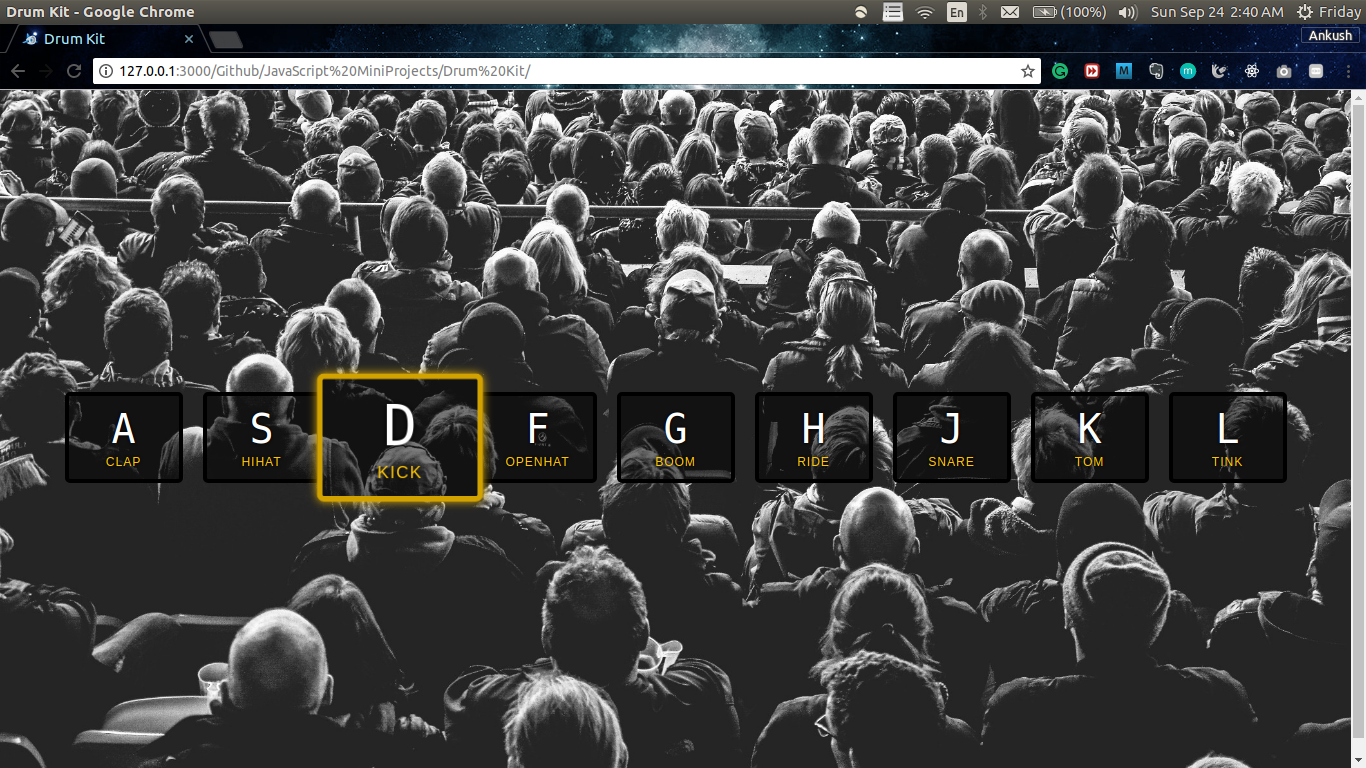 Drum Kit - Google Chrome
En (100%) Sun Sep 24 2:40 AM Friday
Drum Kit
Ankush
127.0.0.1:3000/Github/JavaScript%20MiniProjects/Drum%20Kit/
M m
A
CLAP
S
HIHAT
D
KICK
F
OPENHAT
G
BOOM
H
RIDE
J
SNARE
K
TOM
L
TINK